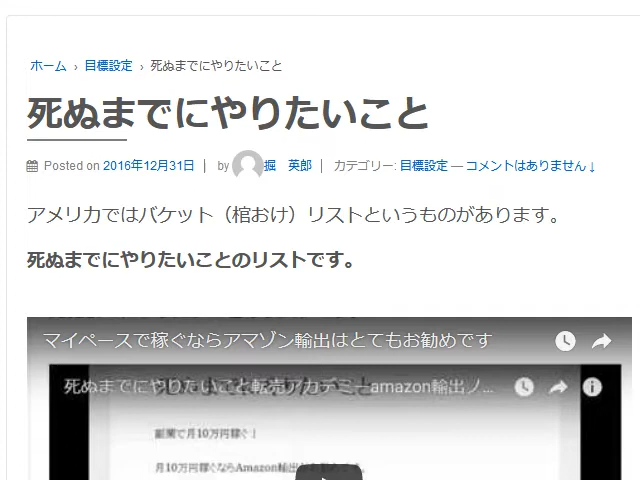 ホーム › 目標設定 › 死ぬまでにやりたいこと
死ぬまでにやりたいこと
Posted on 2016年12月31日 | by 掘 英郎 | カテゴリー: 目標設定 — コメントはありません ↓
アメリカではバケット（棺おけ）リストというものがあります。
死ぬまでにやりたいことのリストです。
マイペースで稼ぐならアマゾン輸出はとてもお勧めです
死ぬまでにやりたいこと転売アカデミーamazon輸出ノ...
副業で月10万円稼ぐ！
月10万円稼ぐならAmazon輸出がお勧めです。